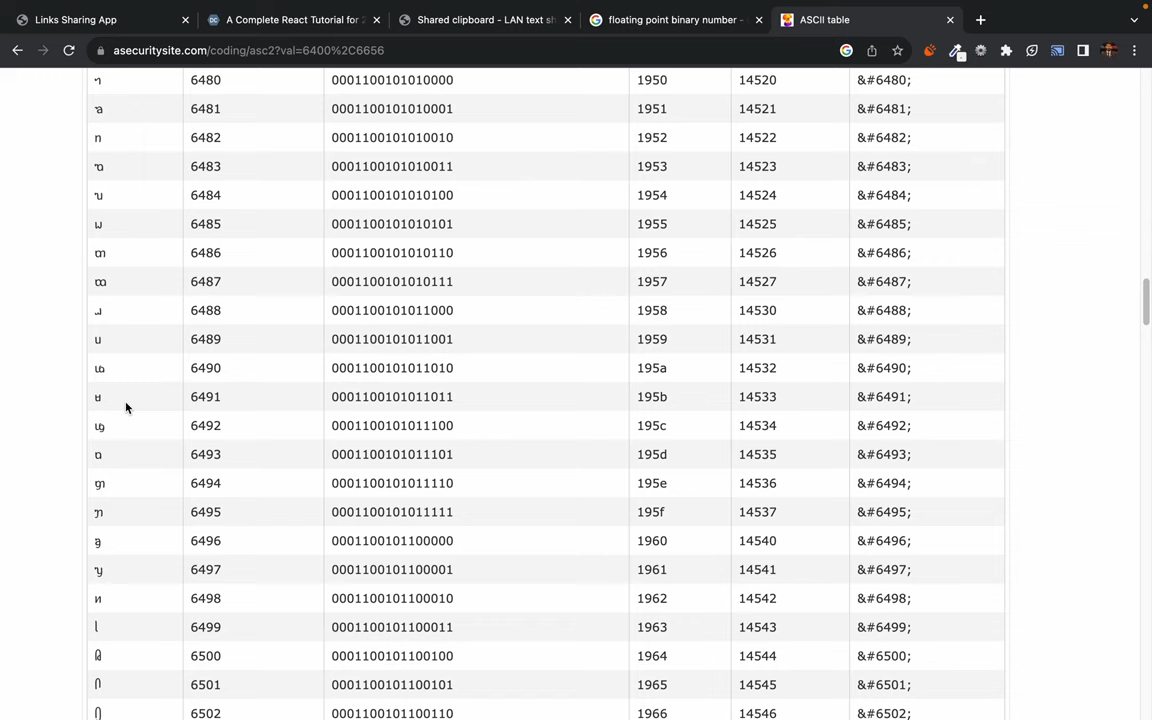 Links Sharing App
A Complete React Tutorial for 2
Shared clipboard - LAN text sh
floating point binary number -
ASCII table
asecuritysite.com/coding/asc2?val=6400%2C6656
ᥐ 6480 0001100101010000 1950 14520 &#6480;
ᥑ 6481 0001100101010001 1951 14521 &#6481;
ᥒ 6482 0001100101010010 1952 14522 &#6482;
ᥓ 6483 0001100101010011 1953 14523 &#6483;
ᥔ 6484 0001100101010100 1954 14524 &#6484;
ᥕ 6485 0001100101010101 1955 14525 &#6485;
ᥖ 6486 0001100101010110 1956 14526 &#6486;
ᥗ 6487 0001100101010111 1957 14527 &#6487;
ᥘ 6488 0001100101011000 1958 14530 &#6488;
ᥙ 6489 0001100101011001 1959 14531 &#6489;
ᥚ 6490 0001100101011010 195a 14532 &#6490;
ᥛ 6491 0001100101011011 195b 14533 &#6491;
ᥜ 6492 0001100101011100 195c 14534 &#6492;
ᥝ 6493 0001100101011101 195d 14535 &#6493;
ᥞ 6494 0001100101011110 195e 14536 &#6494;
ᥟ 6495 0001100101011111 195f 14537 &#6495;
ᥠ 6496 0001100101100000 1960 14540 &#6496;
ᥡ 6497 0001100101100001 1961 14541 &#6497;
ᥢ 6498 0001100101100010 1962 14542 &#6498;
ᥣ 6499 0001100101100011 1963 14543 &#6499;
ᥤ 6500 0001100101100100 1964 14544 &#6500;
ᥥ 6501 0001100101100101 1965 14545 &#6501;
ᥦ 6502 0001100101100110 1966 14546 &#6502;